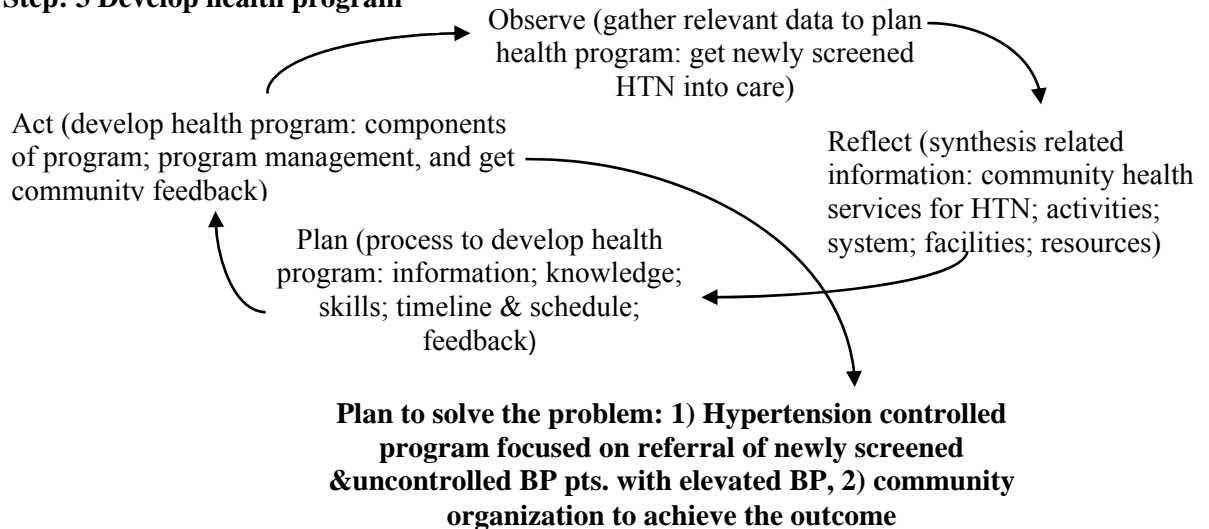 Step: 3 Develop health program
Observe (gather relevant data to plan
health program: get newly screened
HTN into care)
Reflect (synthesis related
information: community health
services for HTN; activities;
system; facilities; resources)
Plan (process to develop health
program: information; knowledge;
skills; timeline & schedule;
feedback)
Act (develop health program: components
of program; program management, and get
community feedback)
Plan to solve the problem: 1) Hypertension controlled
program focused on referral of newly screened
&uncontrolled BP pts. with elevated BP, 2) community
organization to achieve the outcome